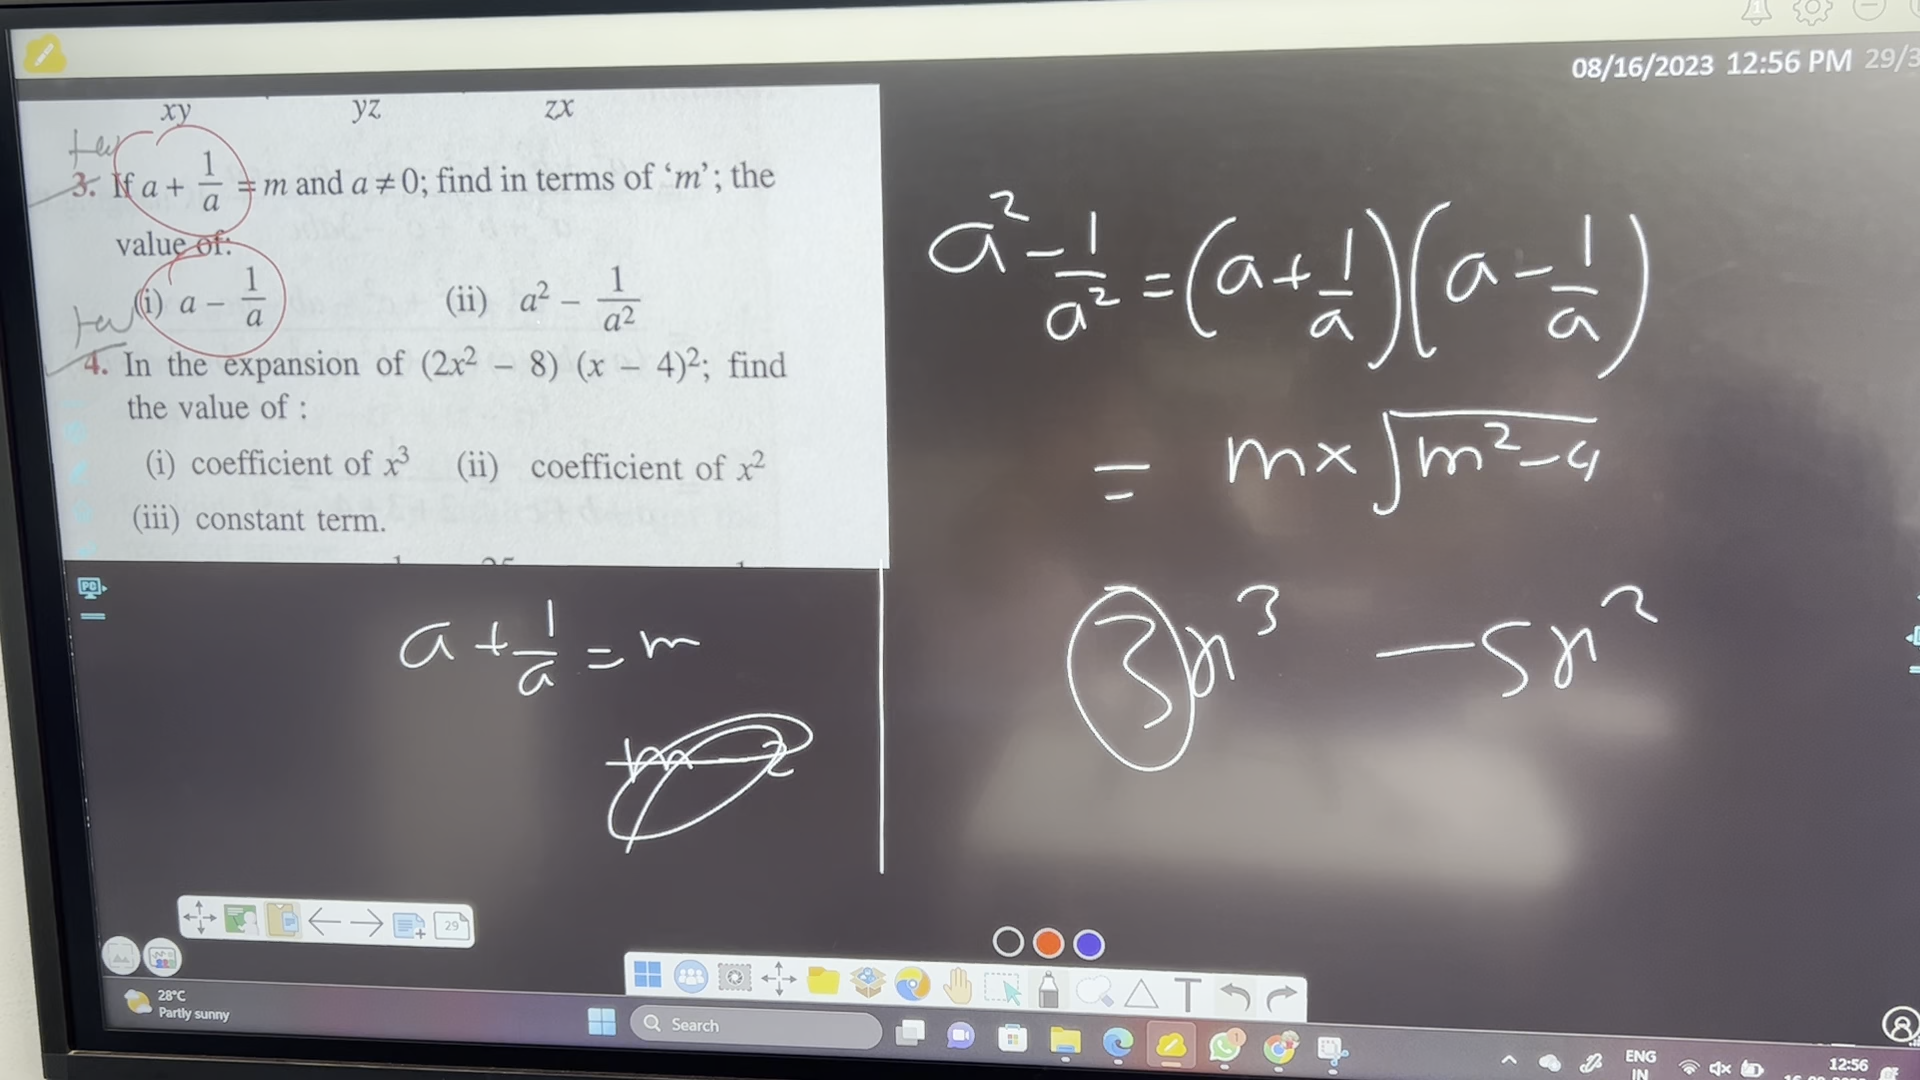 08/16/2023 12:56 PM 29/3
xy yz zx
3. If a + 1/a = m and a ≠ 0; find in terms of ‘m’; the
value of:
(i) a − 1/a (ii) a² − 1/a²
4. In the expansion of (2x² − 8) (x − 4)²; find
the value of :
(i) coefficient of x³ (ii) coefficient of x²
(iii) constant term.
a + 1/a = m
a² − 1/a² = (a + 1/a)(a − 1/a)
= m × √m² − 4
3x³ − 5x²
29
28°C
Partly sunny
Search
ENG
IN
12:56